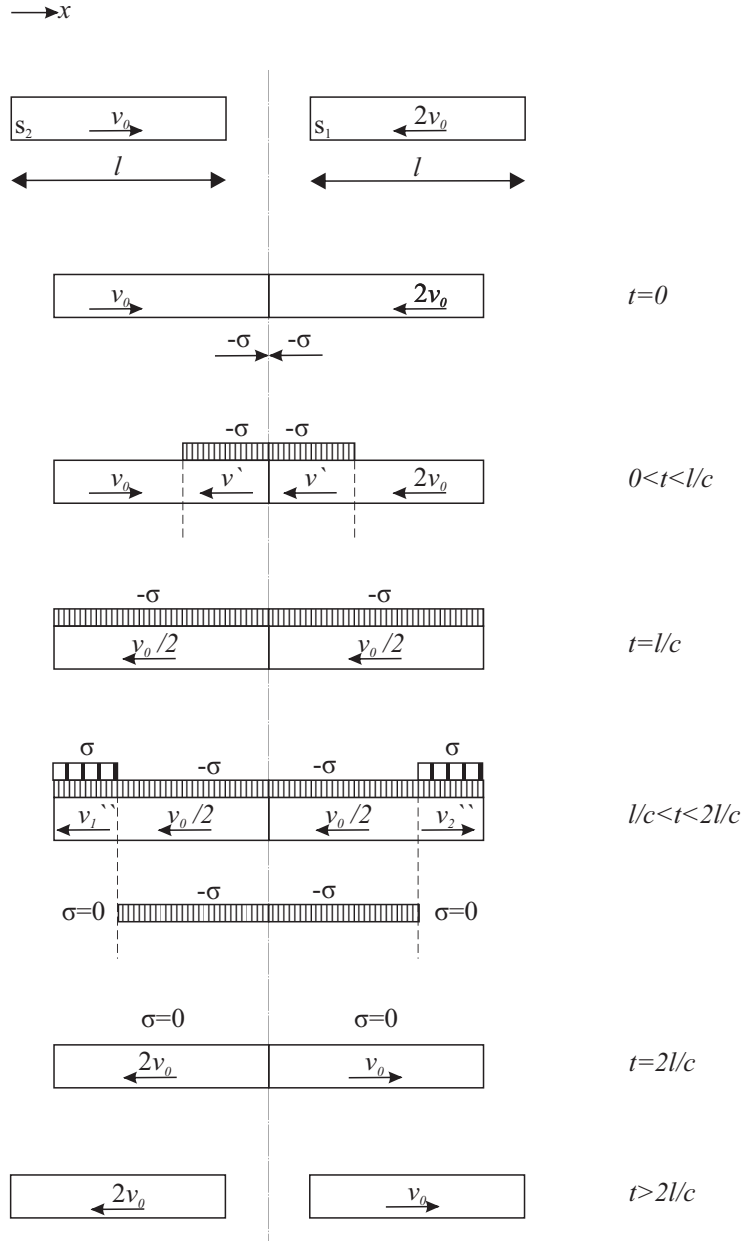 x
v₀ 2v₀
s₂ s₁
l l
v₀ 2v₀ t=0
-σ -σ
-σ -σ
v₀ v` v` 2v₀ 0<t<l/c
-σ -σ
v₀/2 v₀/2 t=l/c
σ σ
-σ -σ
v₁`` v₀/2 v₀/2 v₂`` l/c<t<2l/c
-σ -σ
σ=0 σ=0
σ=0 σ=0
2v₀ v₀ t=2l/c
2v₀ v₀ t>2l/c